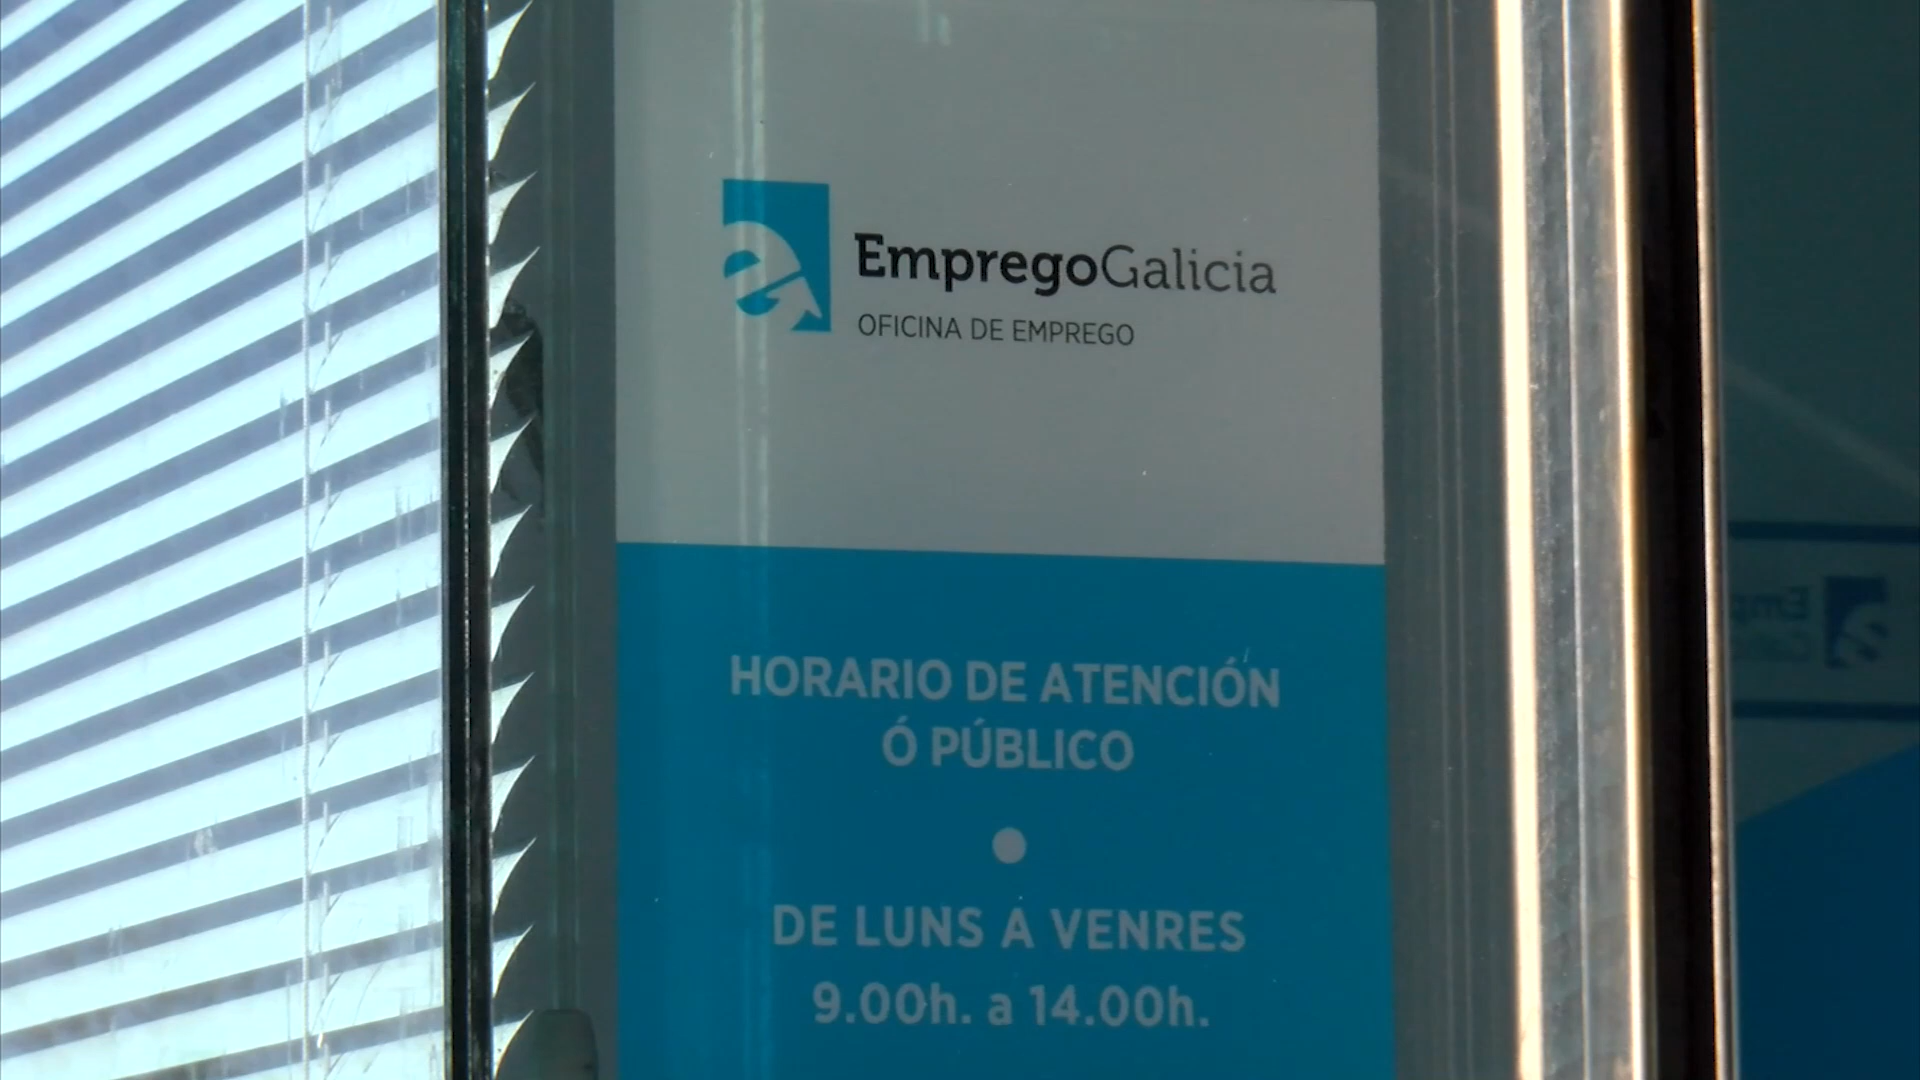 EmpregoGalicia
OFICINA DE EMPREGO
HORARIO DE ATENCIÓN
Ó PÚBLICO
DE LUNS A VENRES
9.00h. a 14.00h.